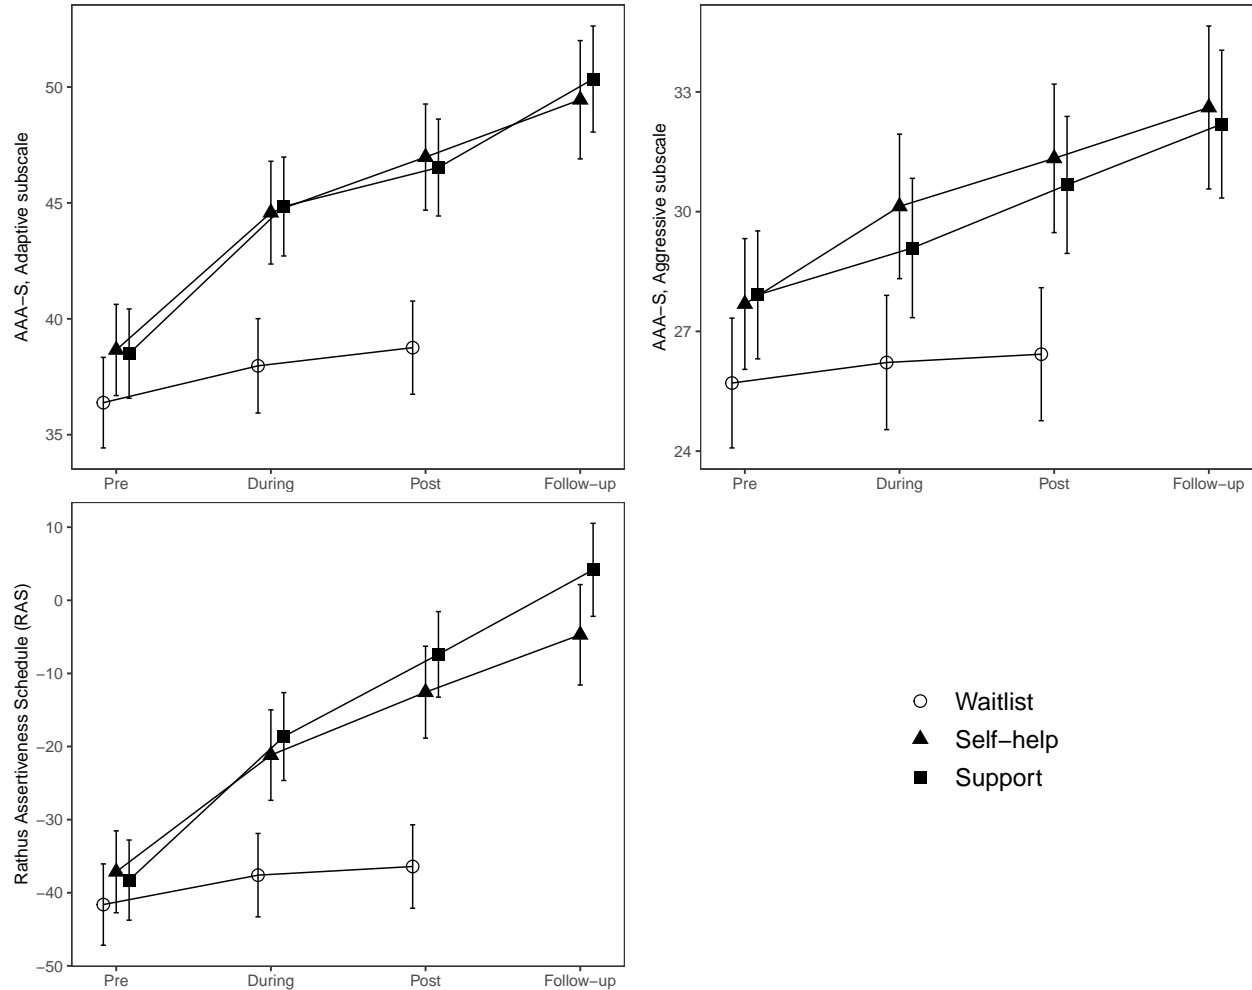 AAA−S, Adaptive subscale
50
45
40
35
Pre During Post Follow−up
AAA−S, Aggressive subscale
33
30
27
24
Pre During Post Follow−up
Rathus Assertiveness Schedule (RAS)
10
0
−10
−20
−30
−40
−50
Pre During Post Follow−up
Waitlist
Self−help
Support